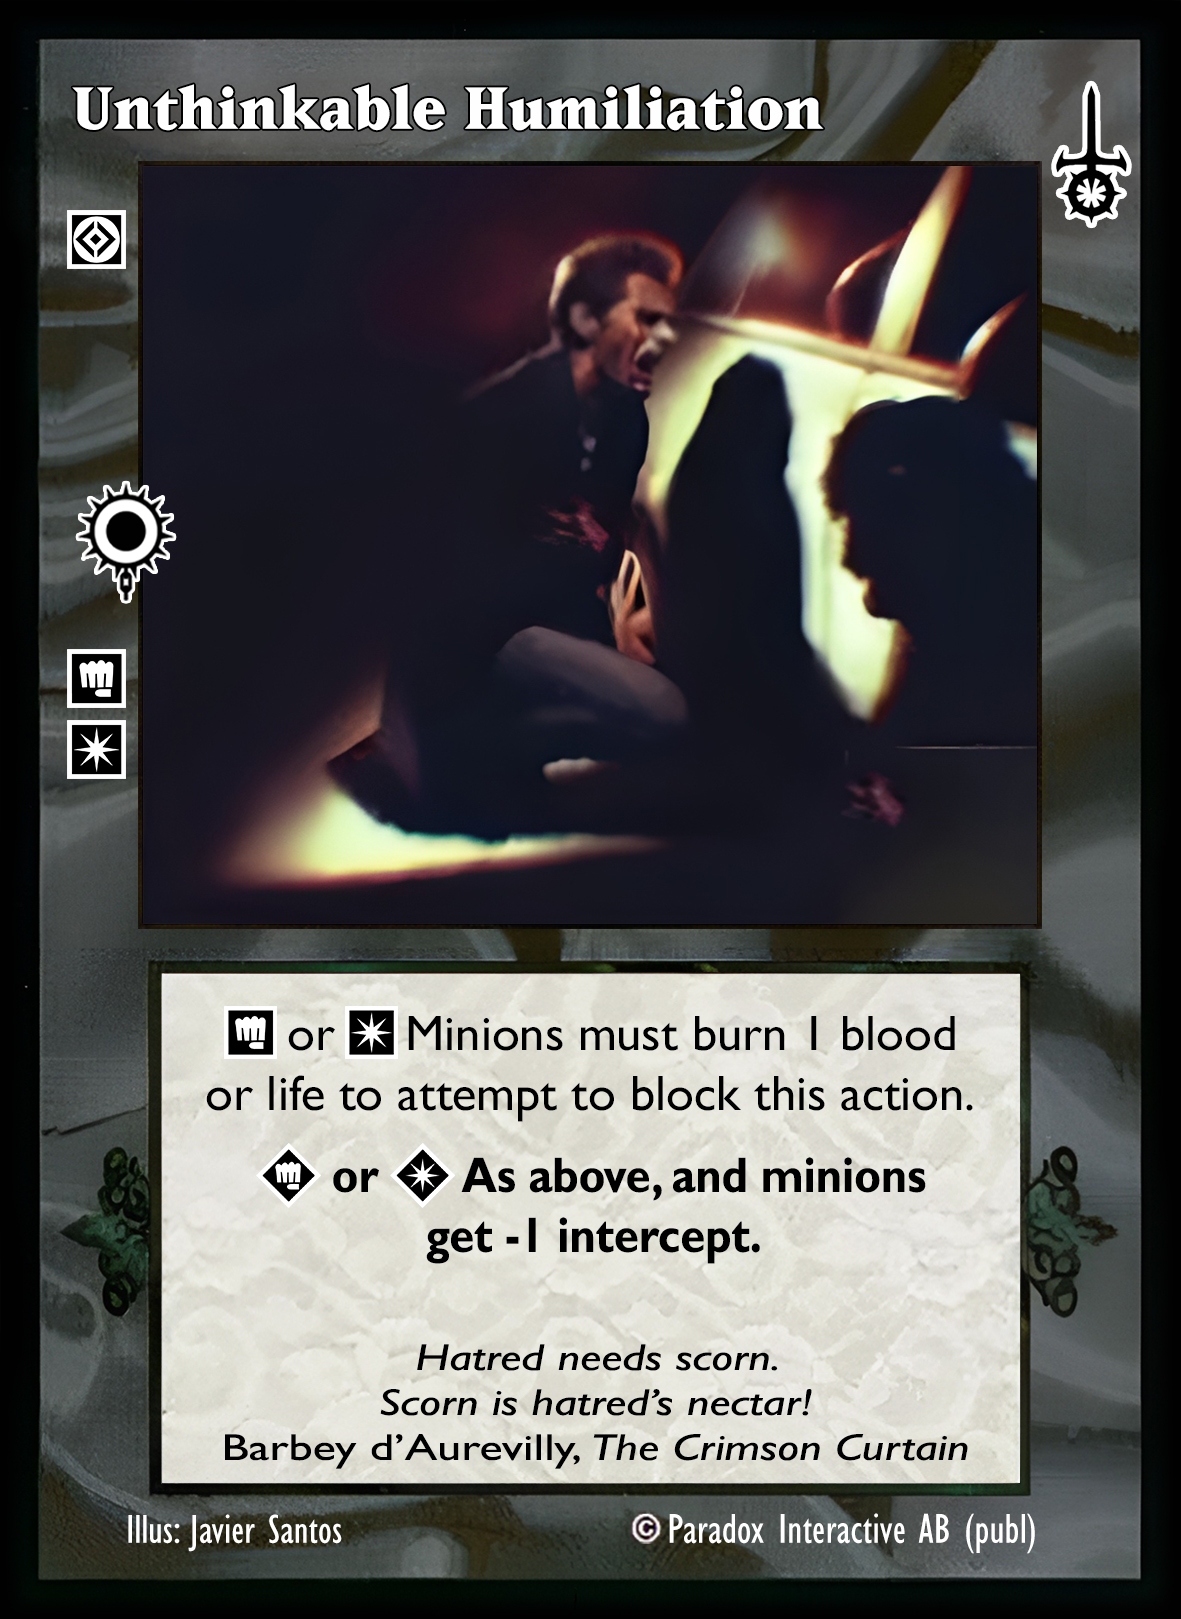 Unthinkable Humiliation
or Minions must burn 1 blood
or life to attempt to block this action.
or As above, and minions
get -1 intercept.
Hatred needs scorn.
Scorn is hatred's nectar!
Barbey d'Aurevilly, The Crimson Curtain
Illus: Javier Santos
© Paradox Interactive AB (publ)